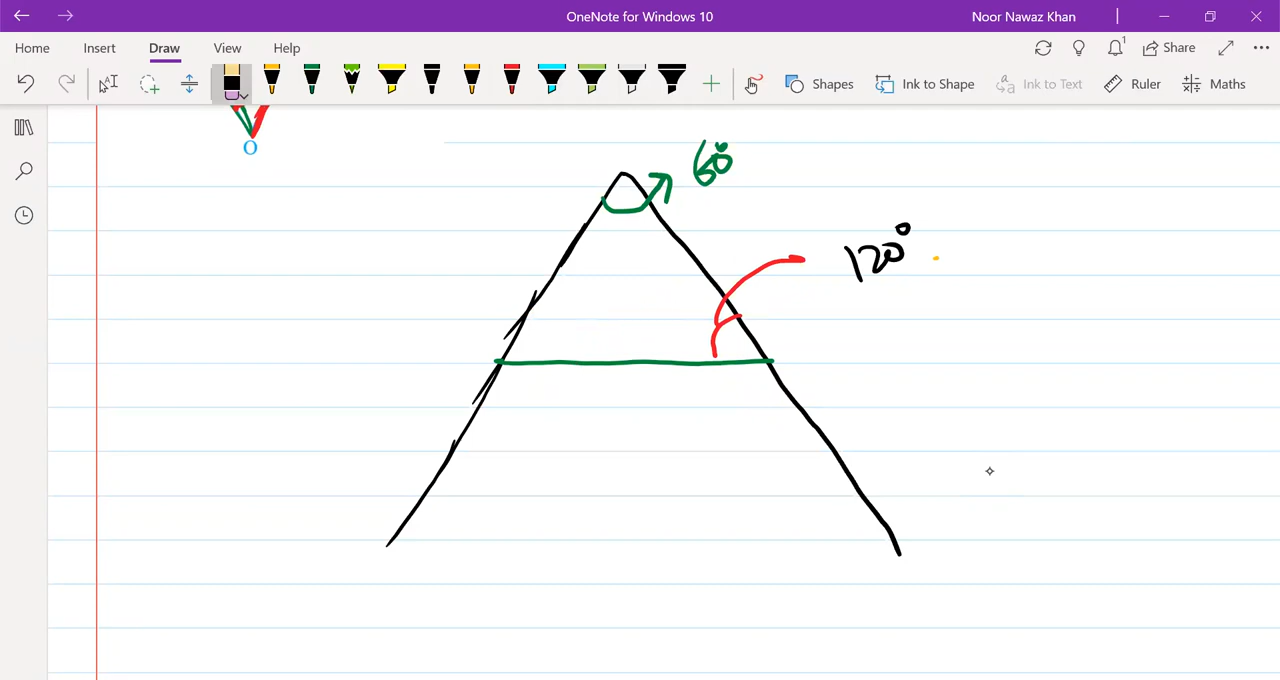 OneNote for Windows 10
Noor Nawaz Khan
Home Insert Draw View Help
1
Share
Shapes
Ink to Shape
Ink to Text
Ruler
Maths
O
60°
120°